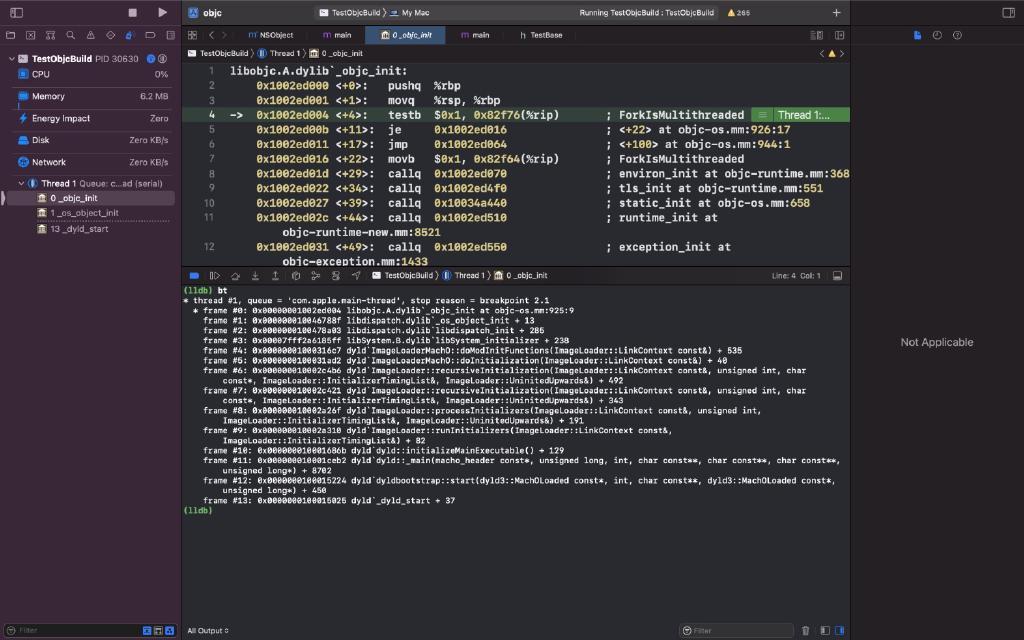 objc
TestObjcBuild
My Mac
Running TestObjcBuild : TestObjcBuild
265
NSObject
main
0 _objc_init
main
TestBase
TestObjcBuild
Thread 1
0 _objc_init
TestObjcBuild PID 30630
CPU 0%
Memory 6.2 MB
Energy Impact Zero
Disk Zero KB/s
Network Zero KB/s
Thread 1 Queue: c...ad (serial)
0 _objc_init
1 _os_object_init
13 _dyld_start
Filter
1 libobjc.A.dylib`_objc_init:
2 0x1002ed000 <+0>: pushq %rbp
3 0x1002ed001 <+1>: movq %rsp, %rbp
4 -> 0x1002ed004 <+4>: testb $0x1, 0x82f76(%rip) ; ForkIsMultithreaded Thread 1:...
5 0x1002ed00b <+11>: je 0x1002ed016 ; <+22> at objc-os.mm:926:17
6 0x1002ed011 <+17>: jmp 0x1002ed064 ; <+100> at objc-os.mm:944:1
7 0x1002ed016 <+22>: movb $0x1, 0x82f64(%rip) ; ForkIsMultithreaded
8 0x1002ed01d <+29>: callq 0x1002ed070 ; environ_init at objc-runtime.mm:368
9 0x1002ed022 <+34>: callq 0x1002ed4f0 ; tls_init at objc-runtime.mm:551
10 0x1002ed027 <+39>: callq 0x10034a440 ; static_init at objc-os.mm:658
11 0x1002ed02c <+44>: callq 0x1002ed510 ; runtime_init at
objc-runtime-new.mm:8521
12 0x1002ed031 <+49>: callq 0x1002ed550 ; exception_init at
objc-exception.mm:1433
TestObjcBuild
Thread 1
0 _objc_init
Line: 4 Col: 1
(lldb) bt
* thread #1, queue = 'com.apple.main-thread', stop reason = breakpoint 2.1
* frame #0: 0x00000001002ed004 libobjc.A.dylib`_objc_init at objc-os.mm:925:9
frame #1: 0x000000010046788f libdispatch.dylib`_os_object_init + 13
frame #2: 0x0000000100478a03 libdispatch.dylib`libdispatch_init + 285
frame #3: 0x00007fff2a6185ff libSystem.B.dylib`libSystem_initializer + 238
frame #4: 0x00000001000316c7 dyld`ImageLoaderMachO::doModInitFunctions(ImageLoader::LinkContext const&) + 535
frame #5: 0x0000000100031ad2 dyld`ImageLoaderMachO::doInitialization(ImageLoader::LinkContext const&) + 40
frame #6: 0x000000010002c4b6 dyld`ImageLoader::recursiveInitialization(ImageLoader::LinkContext const&, unsigned int, char
const*, ImageLoader::InitializerTimingList&, ImageLoader::UninitedUpwards&) + 492
frame #7: 0x000000010002c421 dyld`ImageLoader::recursiveInitialization(ImageLoader::LinkContext const&, unsigned int, char
const*, ImageLoader::InitializerTimingList&, ImageLoader::UninitedUpwards&) + 343
frame #8: 0x000000010002a26f dyld`ImageLoader::processInitializers(ImageLoader::LinkContext const&, unsigned int,
ImageLoader::InitializerTimingList&, ImageLoader::UninitedUpwards&) + 191
frame #9: 0x000000010002a310 dyld`ImageLoader::runInitializers(ImageLoader::LinkContext const&,
ImageLoader::InitializerTimingList&) + 82
frame #10: 0x000000010001686b dyld`dyld::initializeMainExecutable() + 129
frame #11: 0x000000010001ceb2 dyld`dyld::_main(macho_header const*, unsigned long, int, char const**, char const**, char const**,
unsigned long*) + 8702
frame #12: 0x0000000100015224 dyld`dyldbootstrap::start(dyld3::MachOLoaded const*, int, char const**, dyld3::MachOLoaded const*,
unsigned long*) + 450
frame #13: 0x0000000100015025 dyld`_dyld_start + 37
(lldb)
All Output
Filter
Not Applicable